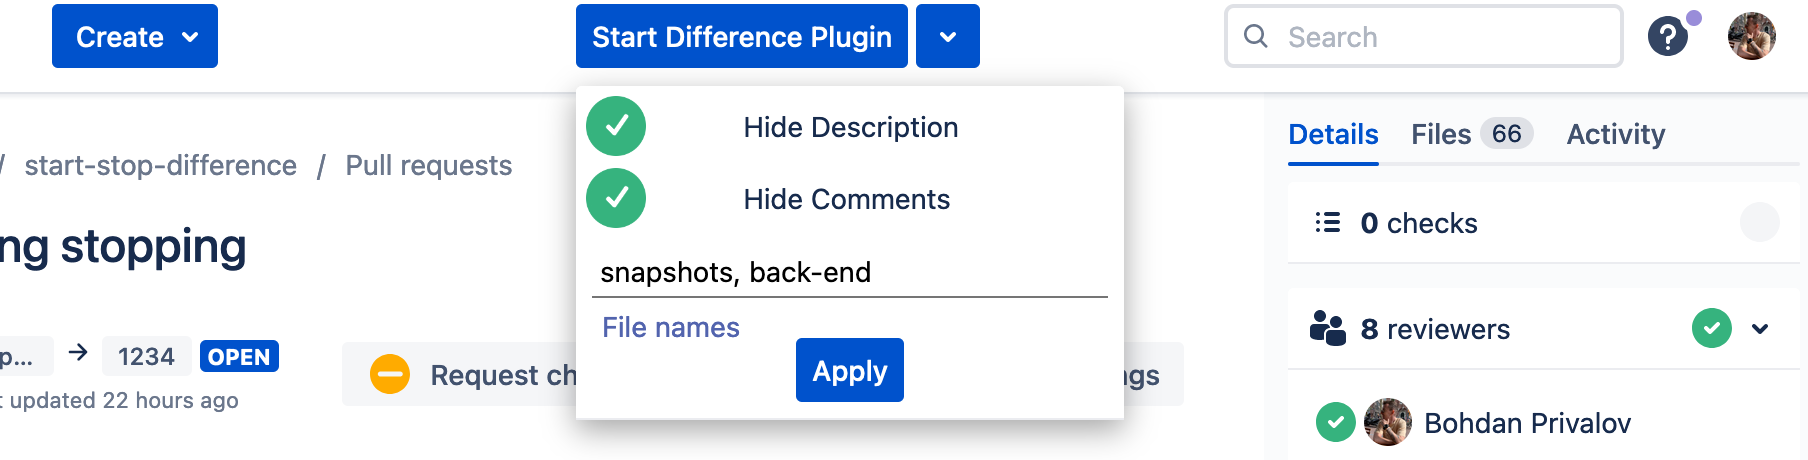 Create
Start Difference Plugin
Search
?
Hide Description
Hide Comments
snapshots, back-end
File names
Apply
/ start-stop-difference / Pull requests
ng stopping
p... → 1234 OPEN
updated 22 hours ago
Request ch
ngs
Details Files 66 Activity
0 checks
8 reviewers
Bohdan Privalov